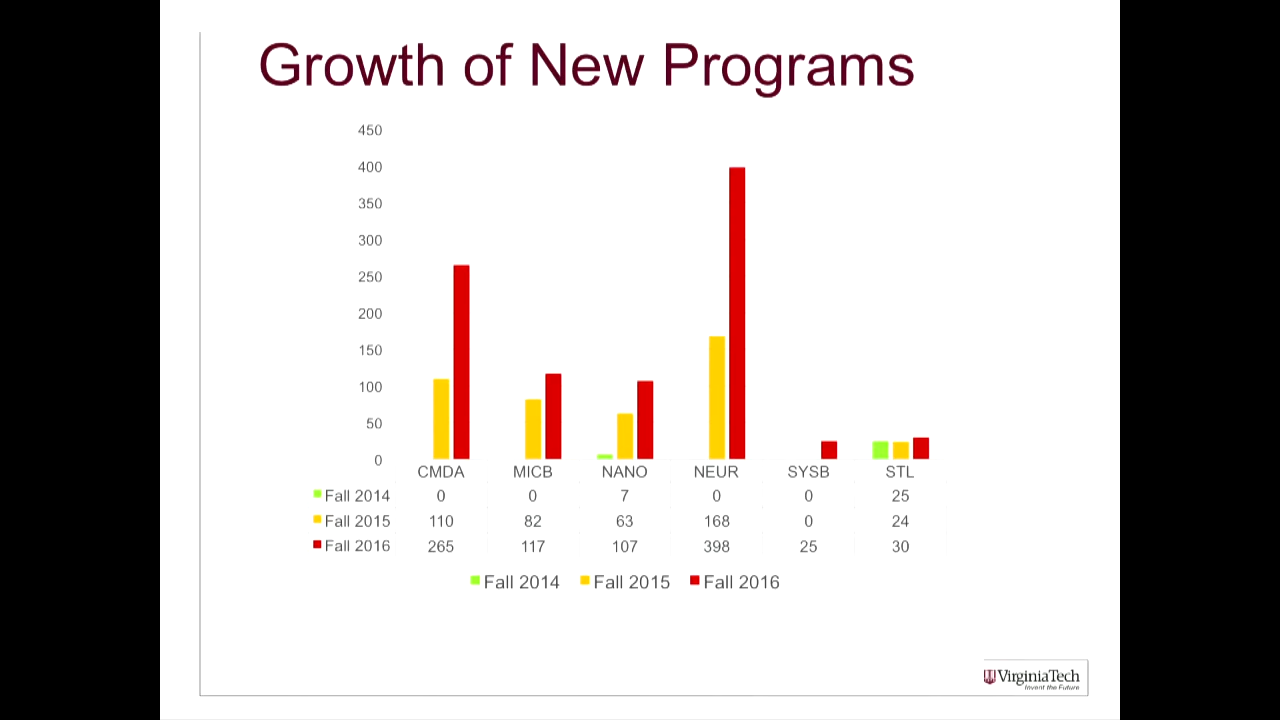 Growth of New Programs
450
400
350
300
250
200
150
100
50
0
CMDA MICB NANO NEUR SYSB STL
Fall 2014 0 0 7 0 0 25
Fall 2015 110 82 63 168 0 24
Fall 2016 265 117 107 398 25 30
Fall 2014 Fall 2015 Fall 2016
VirginiaTech
Invent the Future